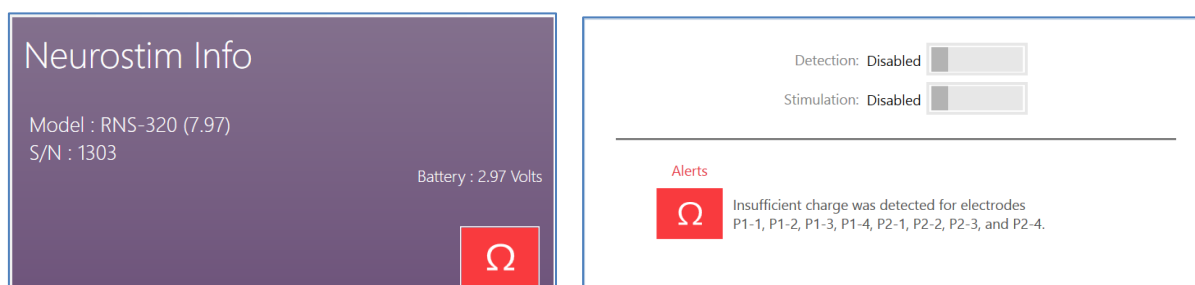 Neurostim Info
Model : RNS-320 (7.97)
S/N : 1303
Battery : 2.97 Volts
Ω
Detection: Disabled
Stimulation: Disabled
Alerts
Ω
Insufficient charge was detected for electrodes
P1-1, P1-2, P1-3, P1-4, P2-1, P2-2, P2-3, and P2-4.